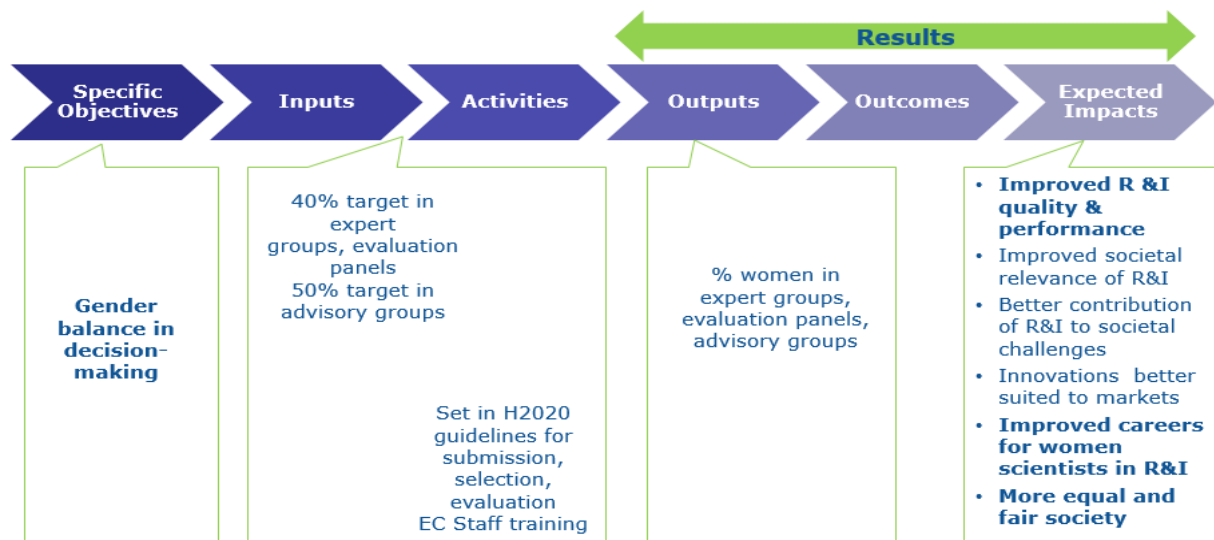 Results
Specific
Objectives
Inputs
Activities
Outputs
Outcomes
Expected
Impacts
Gender
balance in
decision-
making
40% target in
expert
groups, evaluation
panels
50% target in
advisory groups
Set in H2020
guidelines for
submission,
selection,
evaluation
EC Staff training
% women in
expert groups,
evaluation panels,
advisory groups
• Improved R &I
quality &
performance
• Improved societal
relevance of R&I
• Better contribution
of R&I to societal
challenges
• Innovations better
suited to markets
• Improved careers
for women
scientists in R&I
• More equal and
fair society